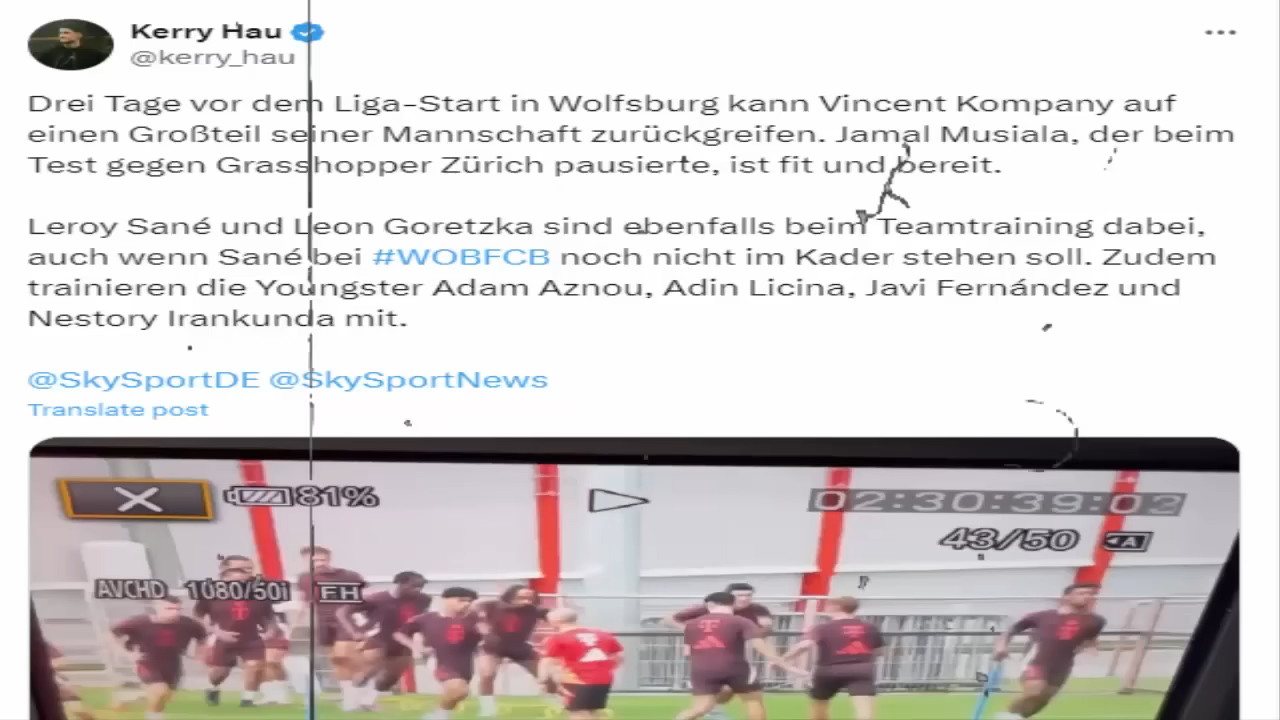 Kerry Hau
@kerry_hau
Drei Tage vor dem Liga-Start in Wolfsburg kann Vincent Kompany auf
einen Großteil seiner Mannschaft zurückgreifen. Jamal Musiala, der beim
Test gegen Grasshopper Zürich pausierte, ist fit und bereit.
Leroy Sané und Leon Goretzka sind ebenfalls beim Teamtraining dabei,
auch wenn Sané bei #WOBFCB noch nicht im Kader stehen soll. Zudem
trainieren die Youngster Adam Aznou, Adin Licina, Javi Fernández und
Nestory Irankunda mit.
@SkySportDE @SkySportNews
Translate post
81% 02:30:39:03
43/50 A
AVCHD 1080/50i FH